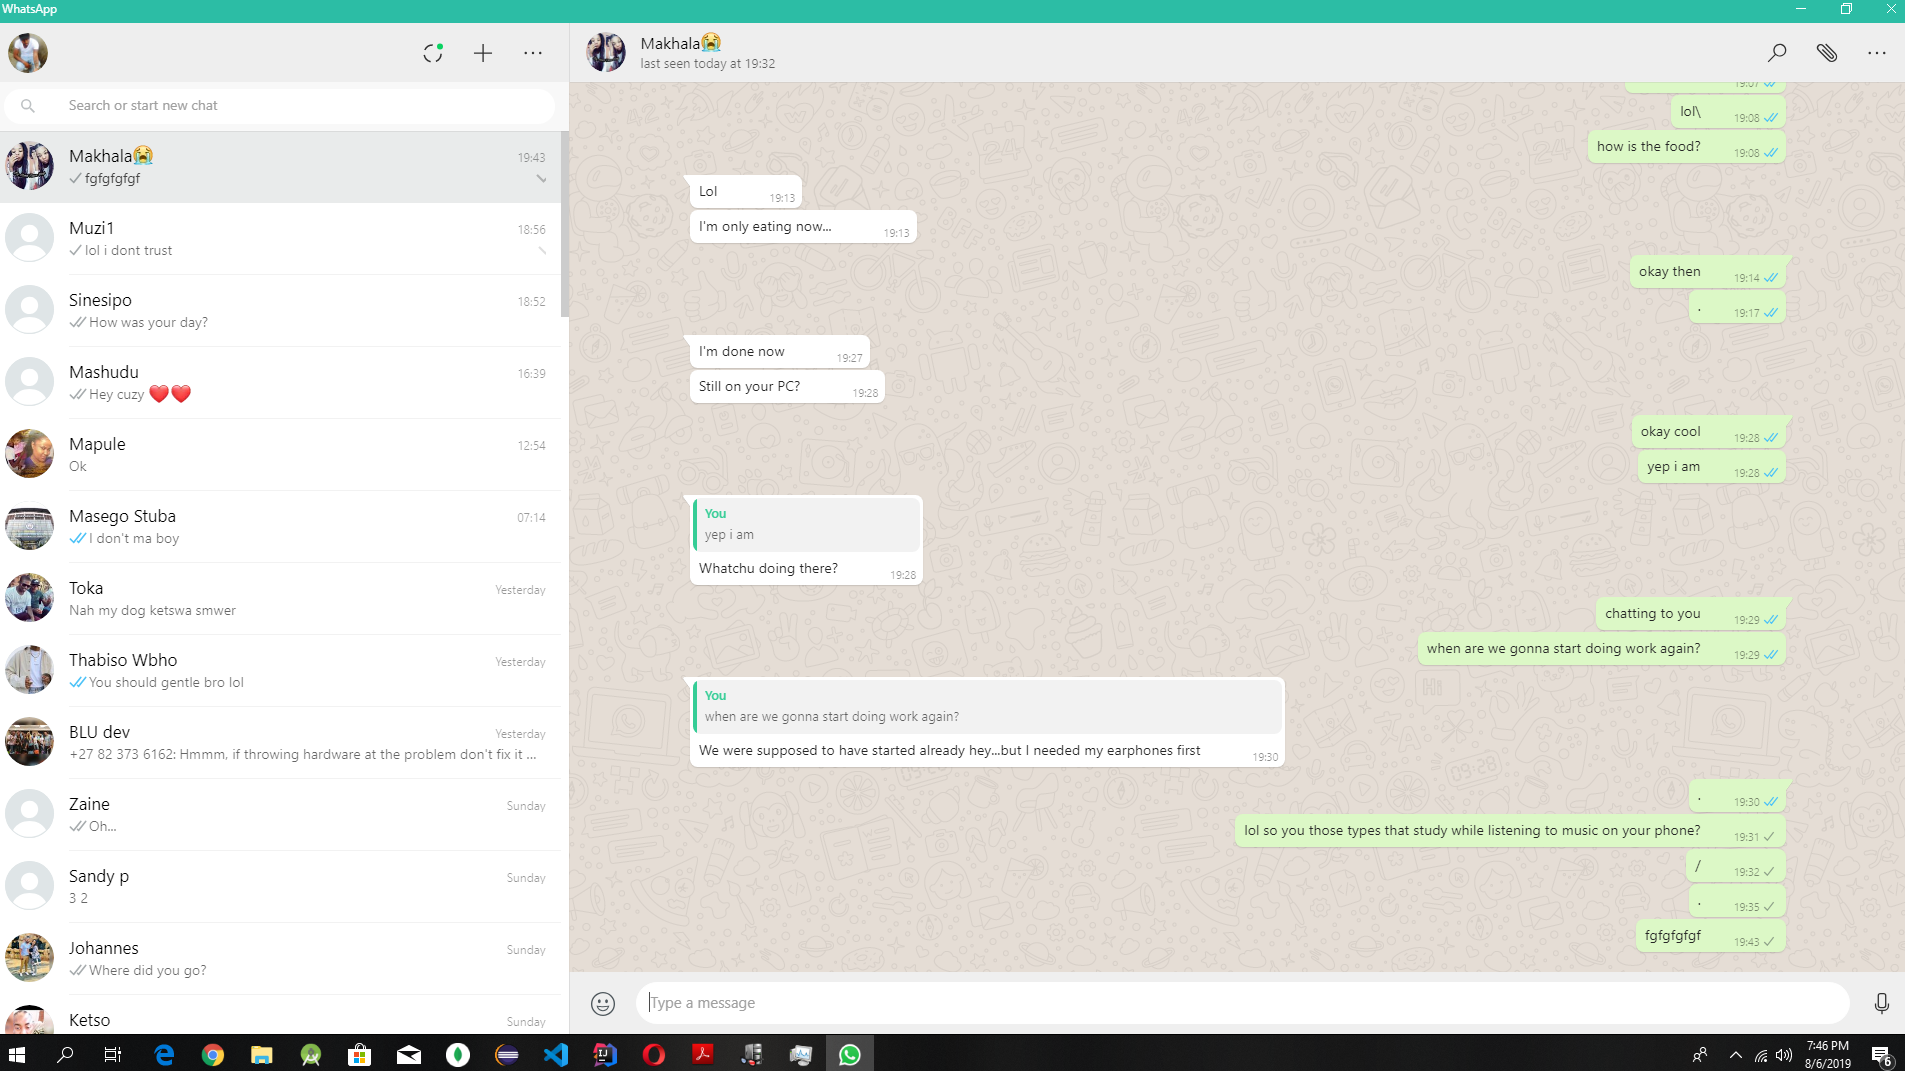 WhatsApp
Search or start new chat
Makhala😭
19:43
fgfgfgfgf
Muzi1
18:56
lol i dont trust
Sinesipo
18:52
How was your day?
Mashudu
16:39
Hey cuzy ❤️❤️
Mapule
12:54
Ok
Masego Stuba
07:14
I don't ma boy
Toka
Yesterday
Nah my dog ketswa smwer
Thabiso Wbho
Yesterday
You should gentle bro lol
BLU dev
Yesterday
+27 82 373 6162: Hmmm, if throwing hardware at the problem don't fix it ...
Zaine
Sunday
Oh...
Sandy p
Sunday
3 2
Johannes
Sunday
Where did you go?
Ketso
Sunday
Makhala😭
last seen today at 19:32
19:07
lol\
19:08
how is the food?
19:08
Lol
19:13
I'm only eating now...
19:13
okay then
19:14
.
19:17
I'm done now
19:27
Still on your PC?
19:28
okay cool
19:28
yep i am
19:28
You
yep i am
Whatchu doing there?
19:28
chatting to you
19:29
when are we gonna start doing work again?
19:29
You
when are we gonna start doing work again?
We were supposed to have started already hey...but I needed my earphones first
19:30
.
19:30
lol so you those types that study while listening to music on your phone?
19:31
/
19:32
.
19:35
fgfgfgfgf
19:43
Type a message
7:46 PM
8/6/2019
6